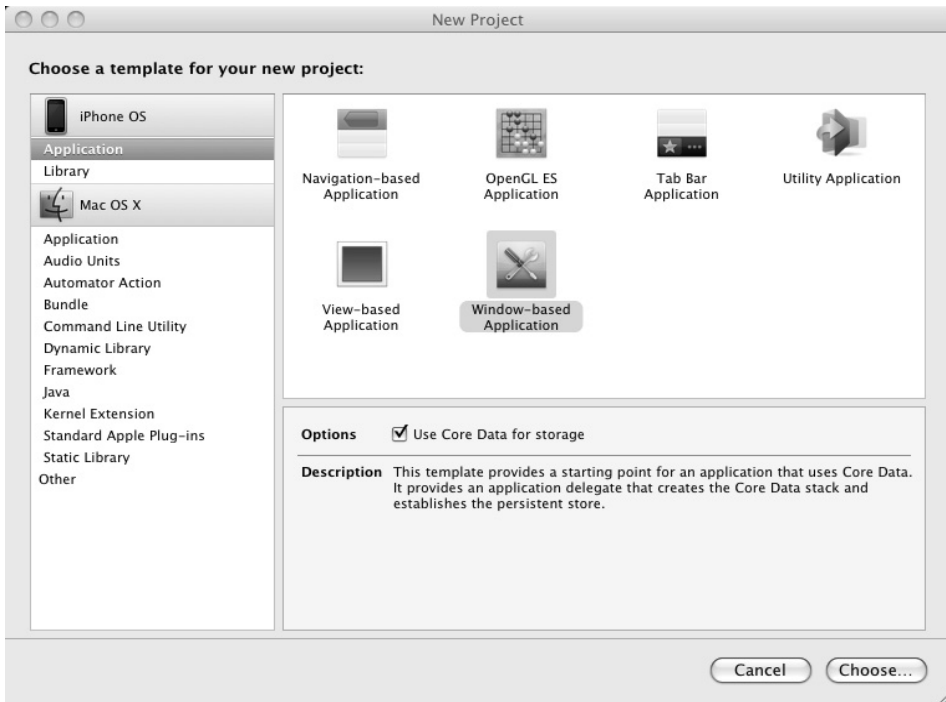 New Project
Choose a template for your new project:
iPhone OS
Application
Library
Mac OS X
Application
Audio Units
Automator Action
Bundle
Command Line Utility
Dynamic Library
Framework
Java
Kernel Extension
Standard Apple Plug-ins
Static Library
Other
Navigation-based
Application
OpenGL ES
Application
Tab Bar
Application
Utility Application
View-based
Application
Window-based
Application
Options Use Core Data for storage
Description This template provides a starting point for an application that uses Core Data.
It provides an application delegate that creates the Core Data stack and
establishes the persistent store.
Cancel
Choose...